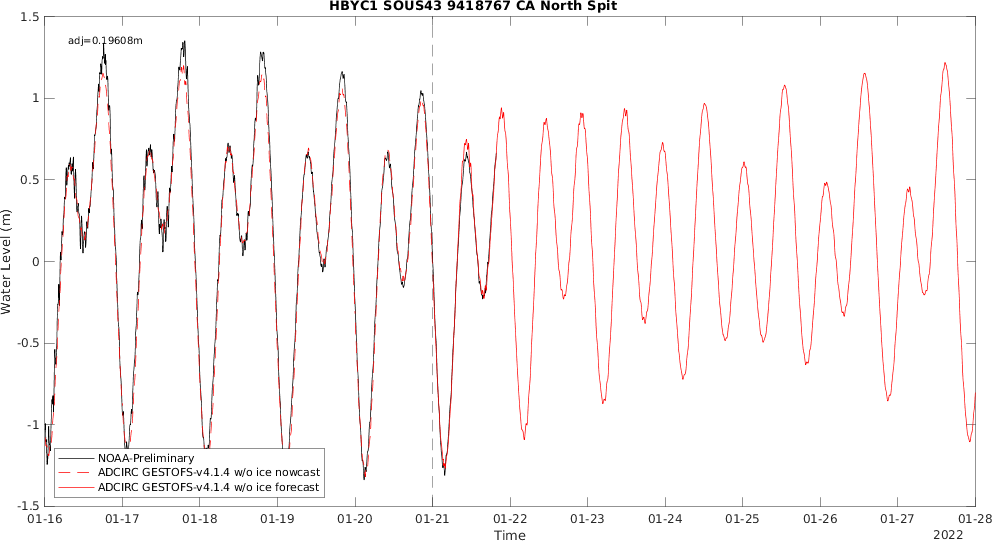 HBYC1 SOUS43 9418767 CA North Spit
adj=0.19608m
1.5
1
0.5
0
-0.5
-1
-1.5
Water Level (m)
NOAA-Preliminary
ADCIRC GESTOFS-v4.1.4 w/o ice nowcast
ADCIRC GESTOFS-v4.1.4 w/o ice forecast
01-16 01-17 01-18 01-19 01-20 01-21 01-22 01-23 01-24 01-25 01-26 01-27 01-28
Time
2022